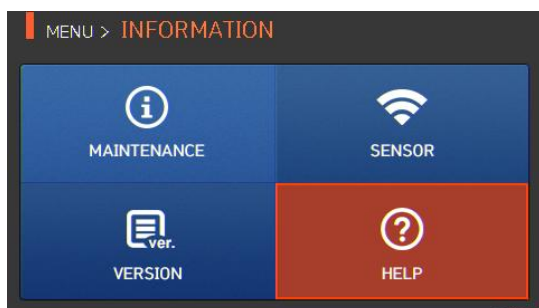 MENU > INFORMATION
MAINTENANCE
SENSOR
ver.
VERSION
HELP